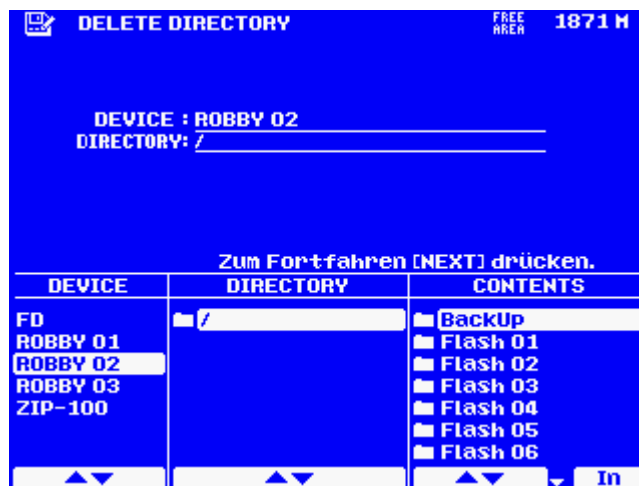 DELETE DIRECTORY FREE AREA 1871 M
DEVICE : ROBBY 02
DIRECTORY: /
Zum Fortfahren [NEXT] drücken.
DEVICE DIRECTORY CONTENTS
FD / BackUp
ROBBY 01 Flash 01
ROBBY 02 Flash 02
ROBBY 03 Flash 03
ZIP-100 Flash 04
Flash 05
Flash 06
In